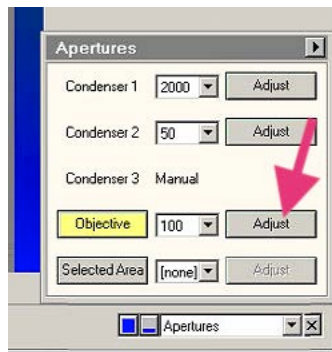 Apertures
Condenser 1 2000 Adjust
Condenser 2 50 Adjust
Condenser 3 Manual
Objective 100 Adjust
Selected Area [none] Adjust
Apertures